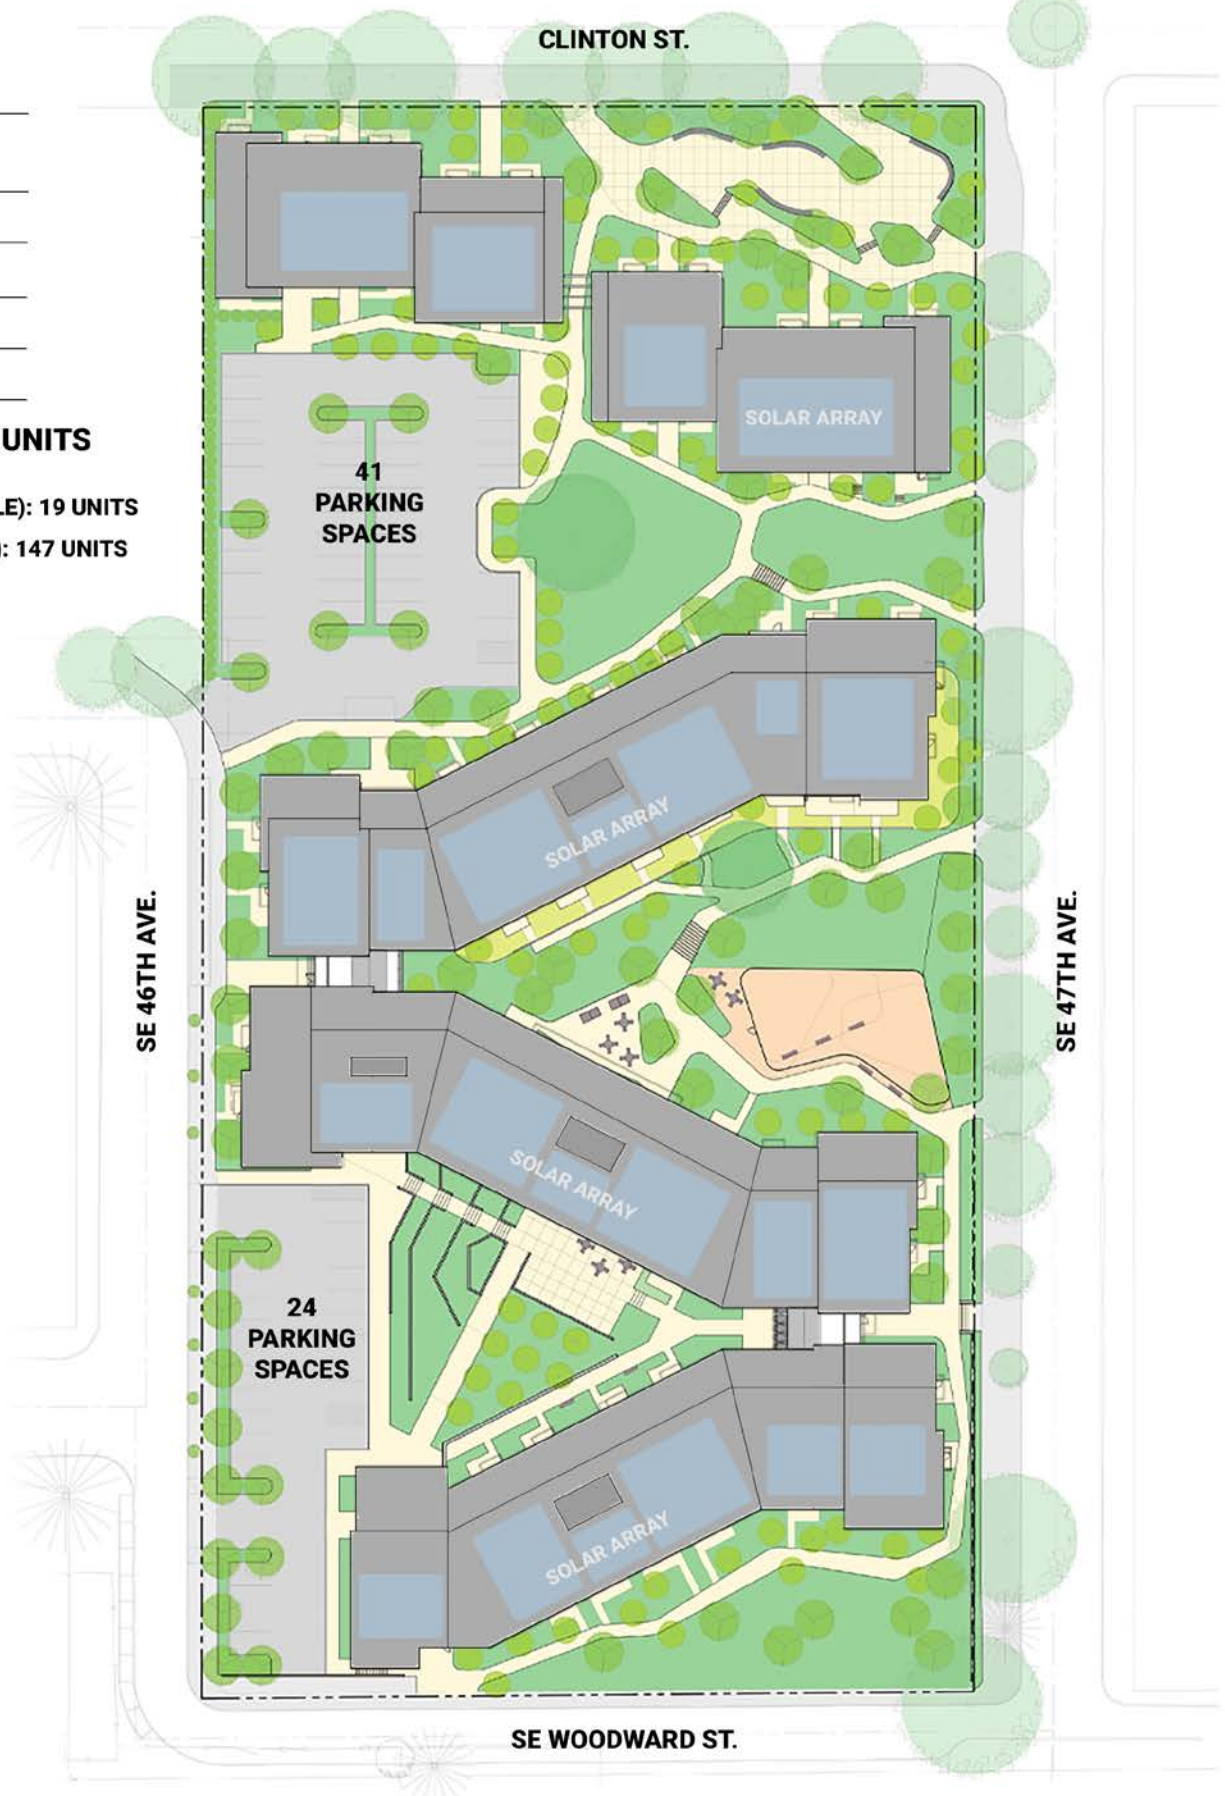 CLINTON ST.
UNITS
LE): 19 UNITS
): 147 UNITS
SOLAR ARRAY
41
PARKING
SPACES
SOLAR ARRAY
SE 46TH AVE.
SE 47TH AVE.
SOLAR ARRAY
24
PARKING
SPACES
SOLAR ARRAY
SE WOODWARD ST.